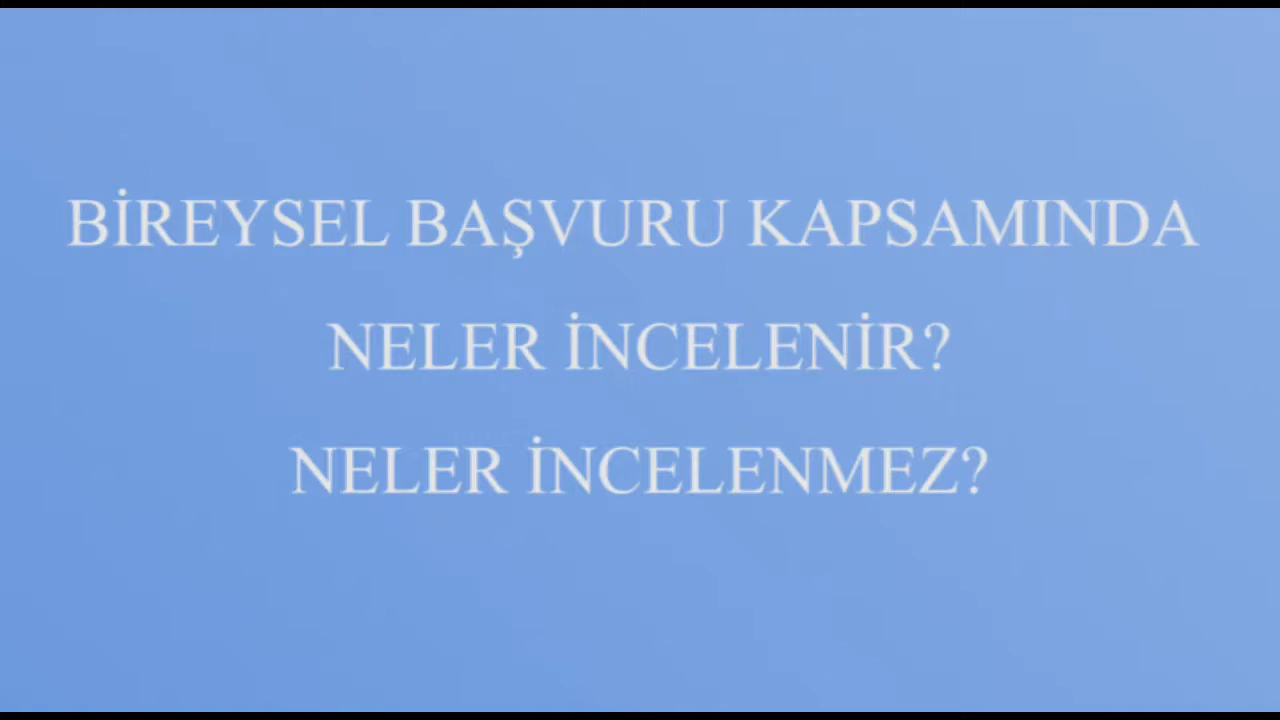 BİREYSEL BAŞVURU KAPSAMINDA
NELER İNCELENİR?
NELER İNCELENMEZ?